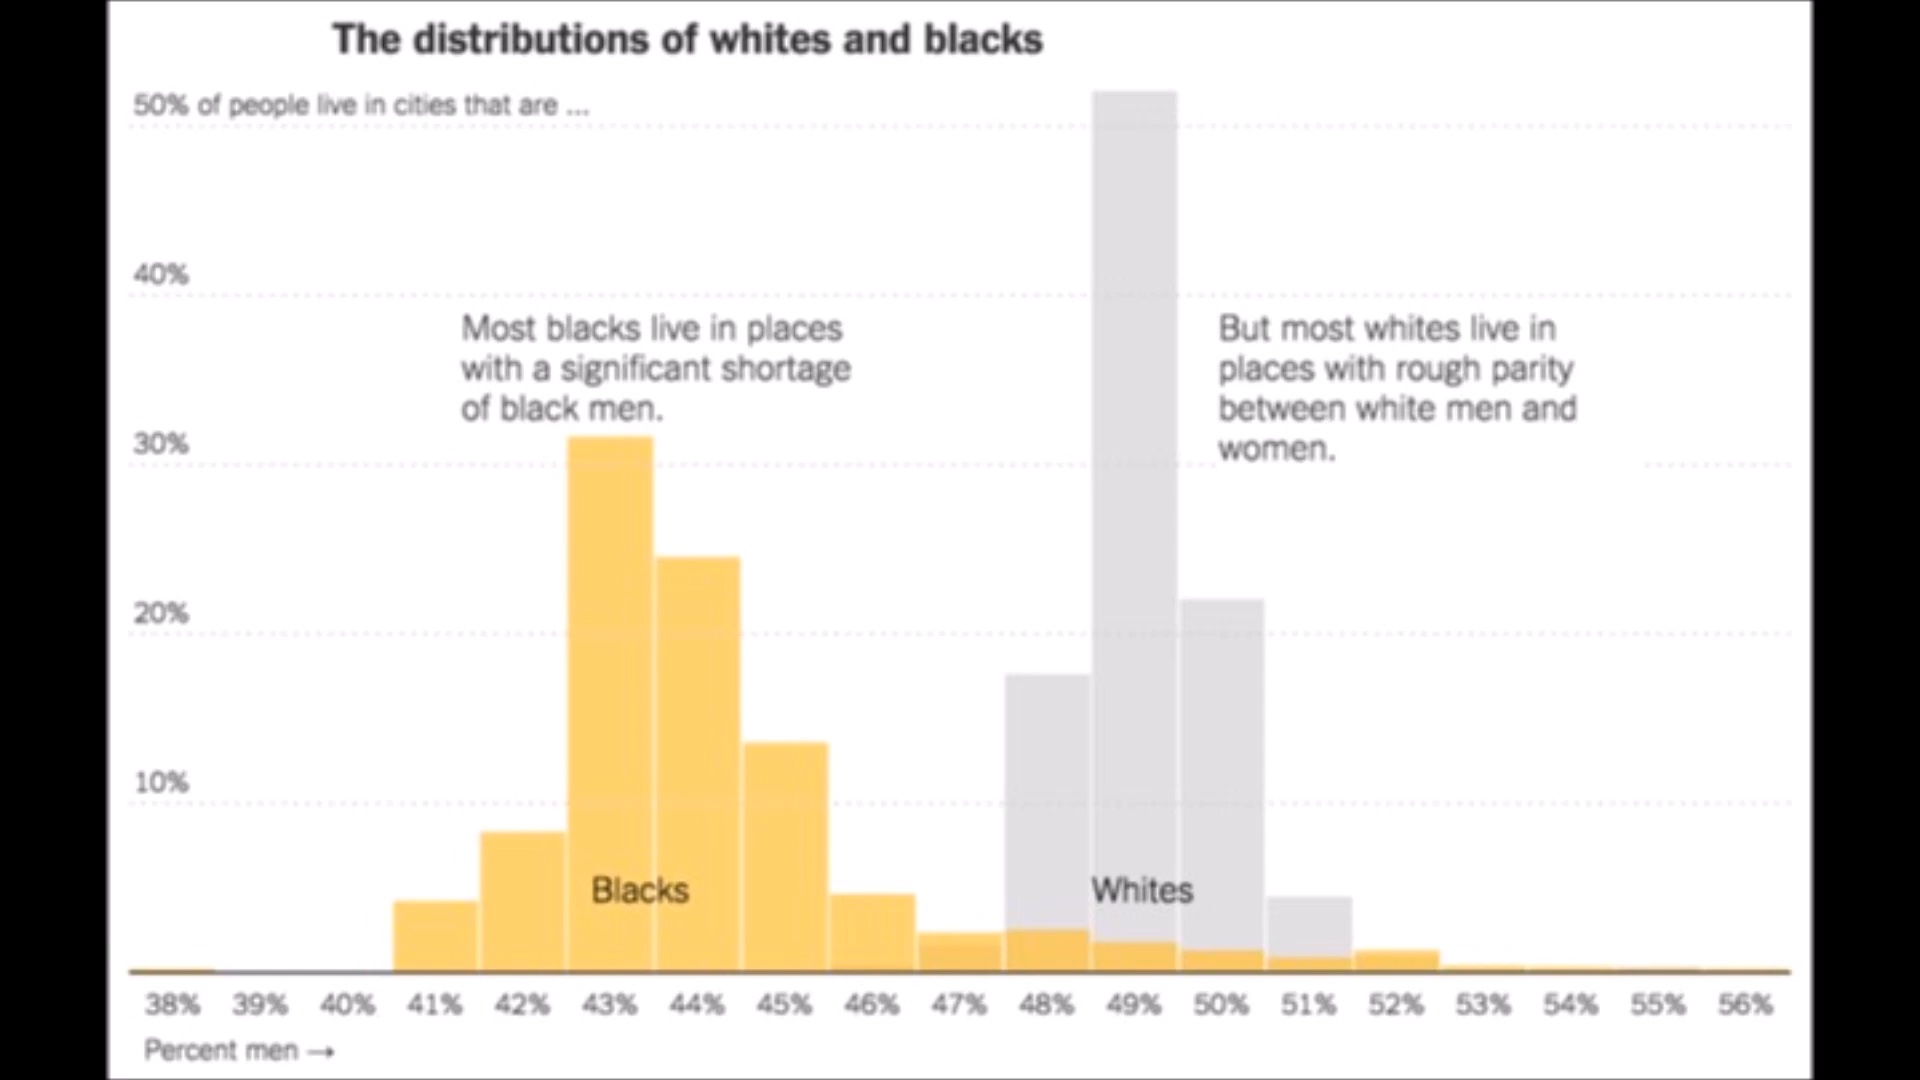 The distributions of whites and blacks
50% of people live in cities that are ...
40%
Most blacks live in places
with a significant shortage
of black men.
But most whites live in
places with rough parity
between white men and
women.
30%
20%
10%
Blacks
Whites
38% 39% 40% 41% 42% 43% 44% 45% 46% 47% 48% 49% 50% 51% 52% 53% 54% 55% 56%
Percent men →